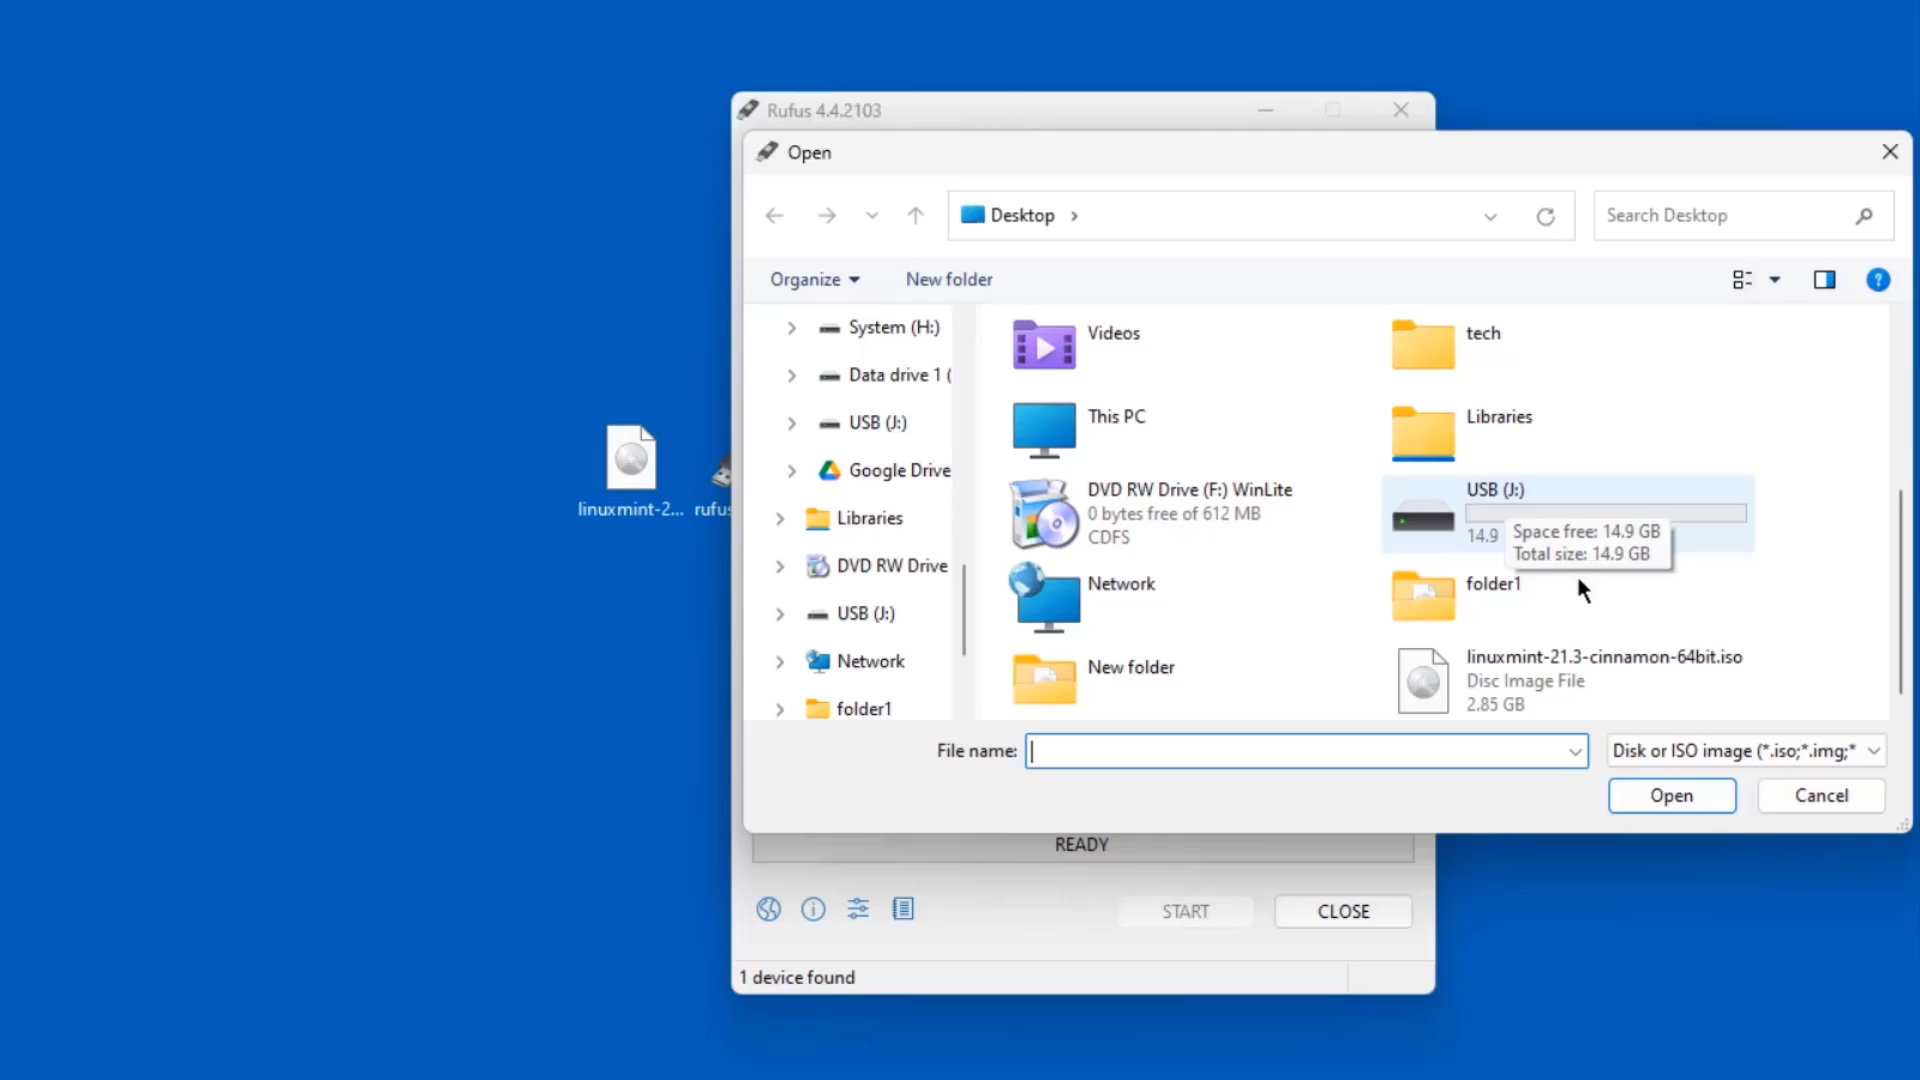 Rufus 4.4.2103
Open
Desktop
Search Desktop
Organize
New folder
System (H:)
Data drive 1 (
USB (J:)
Google Drive
Libraries
DVD RW Drive
USB (J:)
Network
folder1
Videos
tech
This PC
Libraries
DVD RW Drive (F:) WinLite
0 bytes free of 612 MB
CDFS
USB (J:)
14.9
Space free: 14.9 GB
Total size: 14.9 GB
Network
folder1
New folder
linuxmint-21.3-cinnamon-64bit.iso
Disc Image File
2.85 GB
File name:
Disk or ISO image (*.iso;*.img;*
Open
Cancel
linuxmint-2...
rufus
READY
START
CLOSE
1 device found